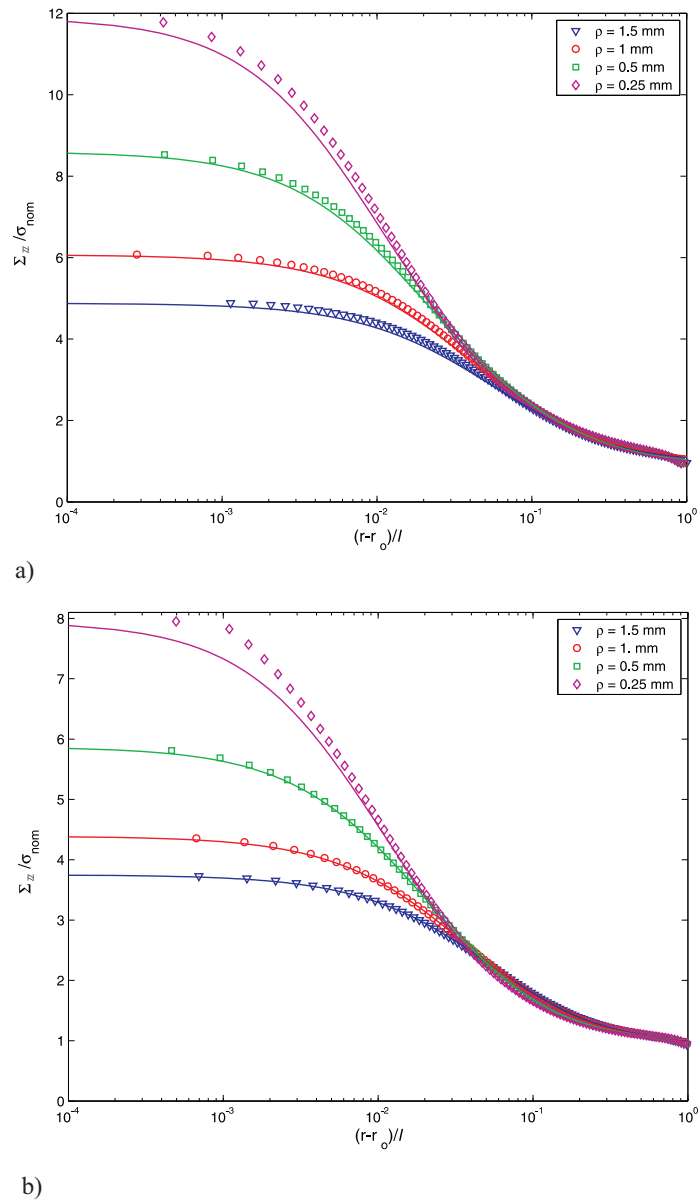 12
10
8
6
4
2
0
Σzz/σnom
ρ = 1.5 mm
ρ = 1 mm
ρ = 0.5 mm
ρ = 0.25 mm
10⁻⁴ 10⁻³ 10⁻² 10⁻¹ 10⁰
(r-ro)/l
a)
8
7
6
5
4
3
2
1
0
Σzz/σnom
ρ = 1.5 mm
ρ = 1. mm
ρ = 0.5 mm
ρ = 0.25 mm
10⁻⁴ 10⁻³ 10⁻² 10⁻¹ 10⁰
(r-ro)/l
b)